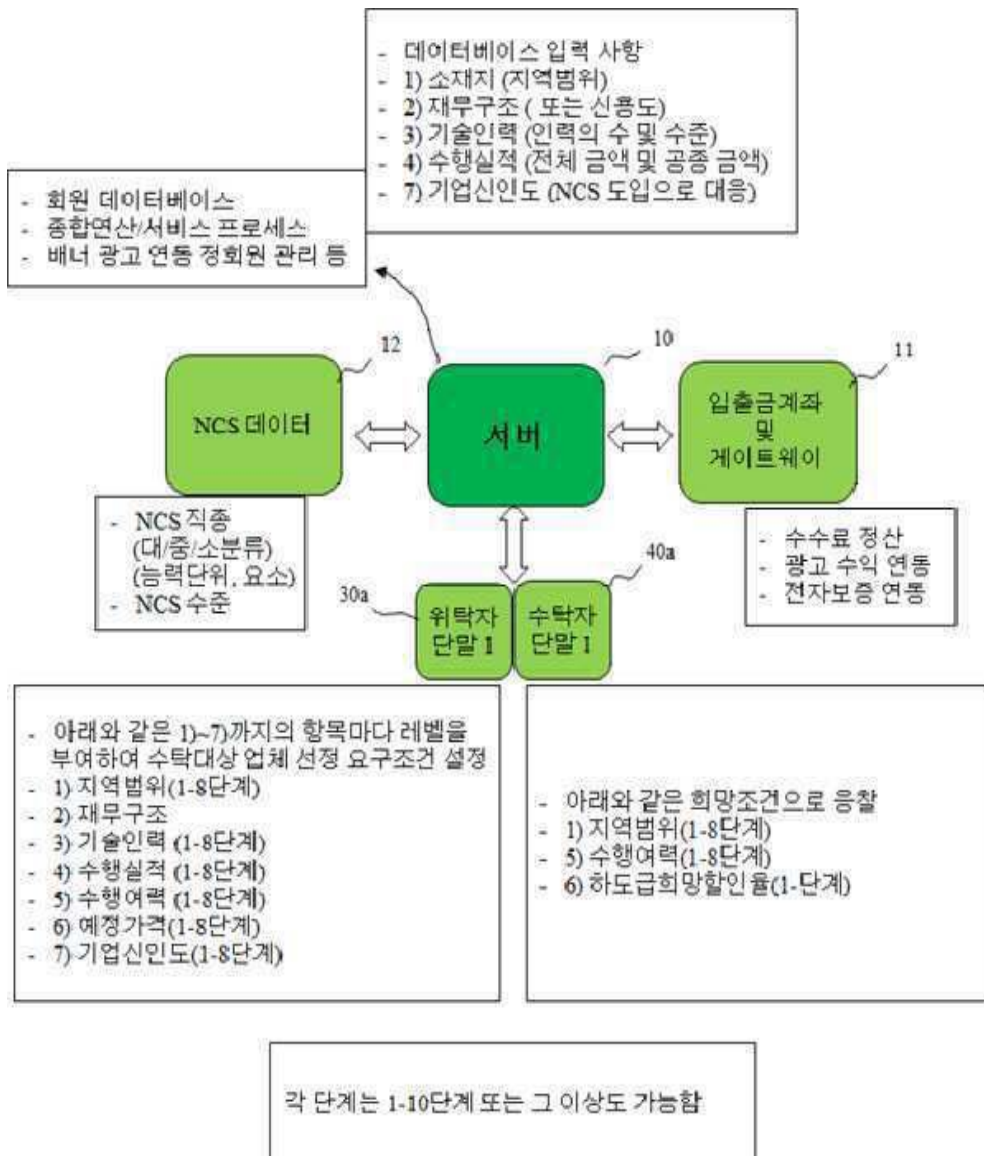 - 데이터베이스 입력 사항
- 1) 소재지 (지역범위)
- 2) 재무구조 ( 또는 신용도)
- 3) 기술인력 (인력의 수 및 수준)
- 4) 수행실적 (전체 금액 및 공종 금액)
- 7) 기업신인도 (NCS 도입으로 대응)
- 회원 데이터베이스
- 종합연산/서비스 프로세스
- 배너 광고 연동 정회원 관리 등
12
10
11
NCS 데이터
서버
입출금계좌
및
게이트웨이
- NCS 직종
(대/중/소분류)
(능력단위, 요소)
- NCS 수준
- 수수료 정산
- 광고 수익 연동
- 전자보증 연동
30a
40a
위탁자
단말 1
수탁자
단말 1
- 아래와 같은 1)~7)까지의 항목마다 레벨을
부여하여 수탁대상 업체 선정 요구조건 설정
- 1) 지역범위(1-8단계)
- 2) 재무구조
- 3) 기술인력 (1-8단계)
- 4) 수행실적 (1-8단계)
- 5) 수행여력 (1-8단계)
- 6) 예정가격(1-8단계)
- 7) 기업신인도(1-8단계)
- 아래와 같은 희망조건으로 응찰
- 1) 지역범위(1-8단계)
- 5) 수행여력(1-8단계)
- 6) 하도급희망할인율(1-단계)
각 단계는 1-10단계 또는 그 이상도 가능함